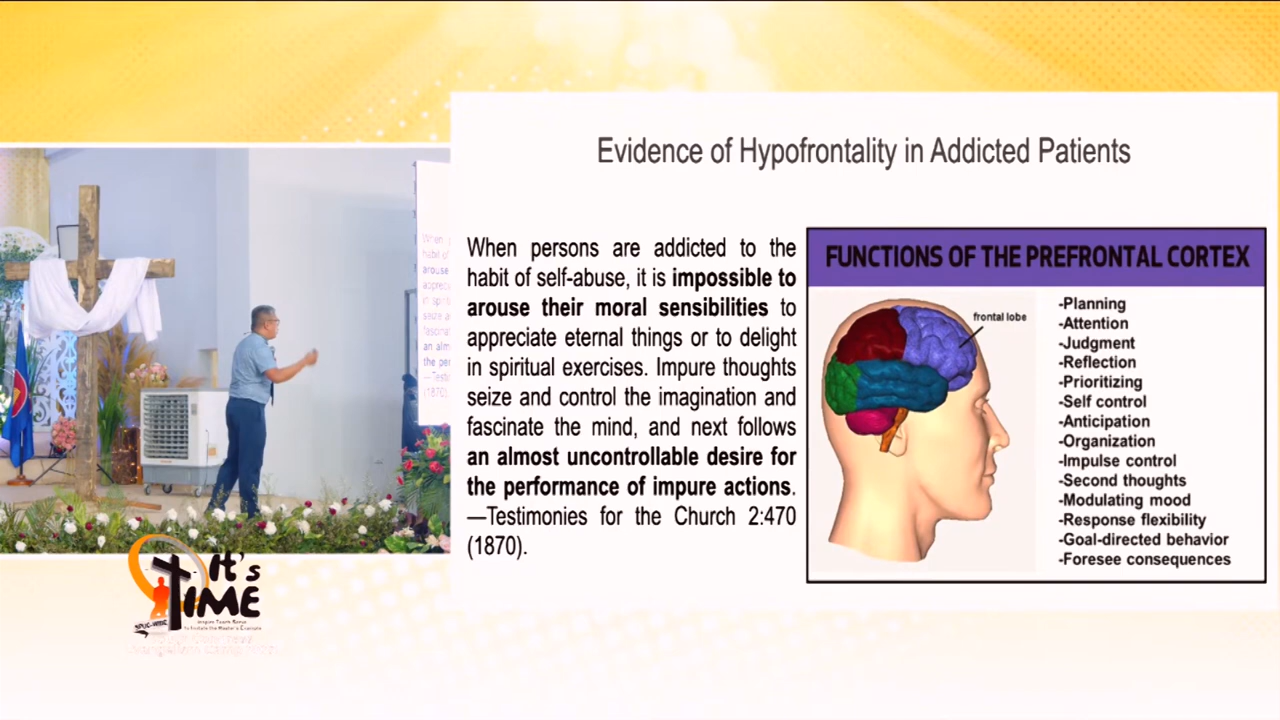 Evidence of Hypofrontality in Addicted Patients
When persons are addicted to the
habit of self-abuse, it is impossible to
arouse their moral sensibilities to
appreciate eternal things or to delight
in spiritual exercises. Impure thoughts
seize and control the imagination and
fascinate the mind, and next follows
an almost uncontrollable desire for
the performance of impure actions.
—Testimonies for the Church 2:470
(1870).
FUNCTIONS OF THE PREFRONTAL CORTEX
frontal lobe
-Planning
-Attention
-Judgment
-Reflection
-Prioritizing
-Self control
-Anticipation
-Organization
-Impulse control
-Second thoughts
-Modulating mood
-Response flexibility
-Goal-directed behavior
-Foresee consequences
It's
TIME